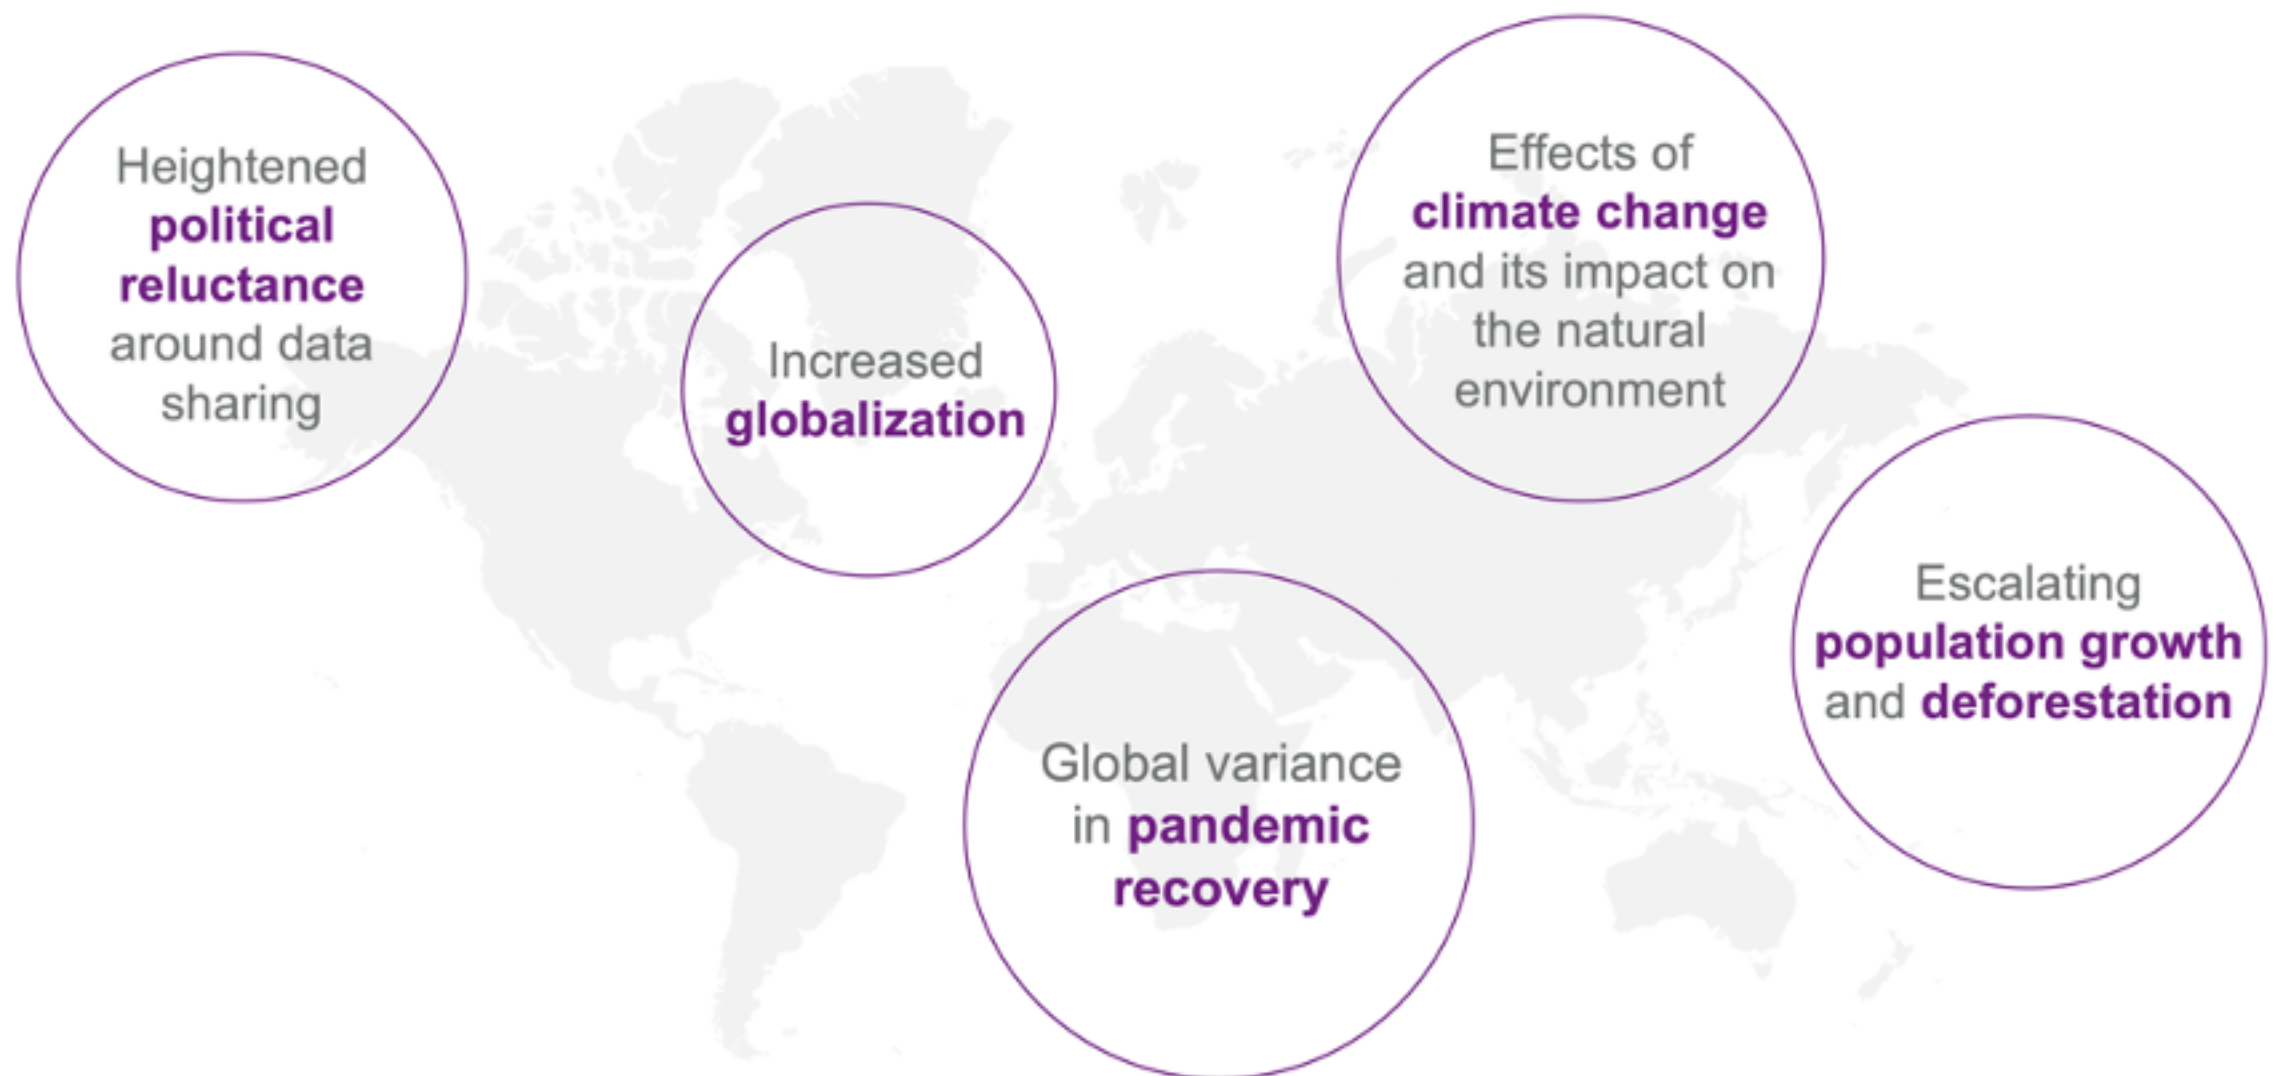 Heightened
political
reluctance
around data
sharing
Increased
globalization
Effects of
climate change
and its impact on
the natural
environment
Global variance
in pandemic
recovery
Escalating
population growth
and deforestation